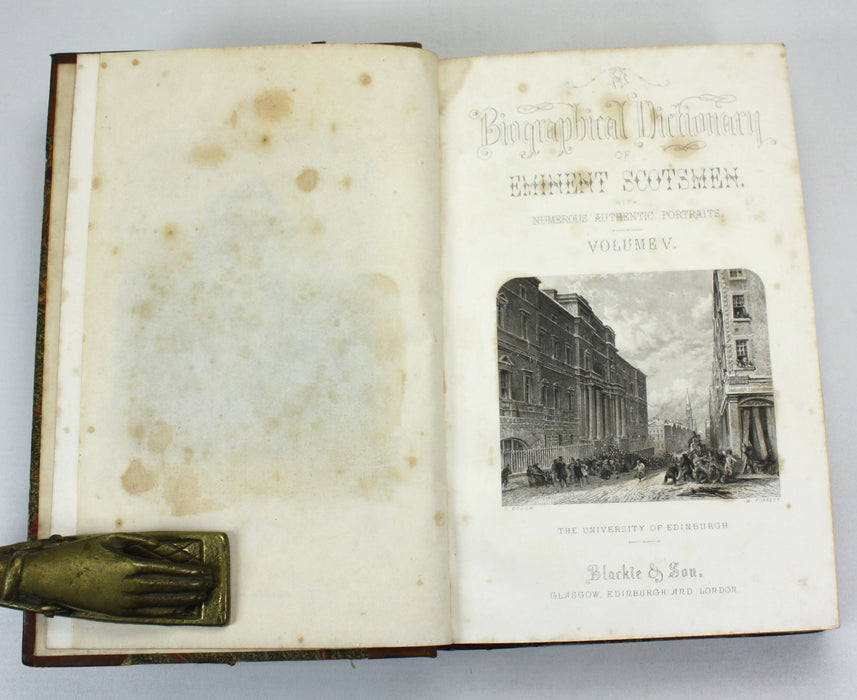 A
Biographical Dictionary
OF
EMINENT SCOTSMEN.
WITH
NUMEROUS AUTHENTIC PORTRAITS.
VOLUME V.
THE UNIVERSITY OF EDINBURGH
Blackie & Son,
GLASGOW, EDINBURGH AND LONDON.